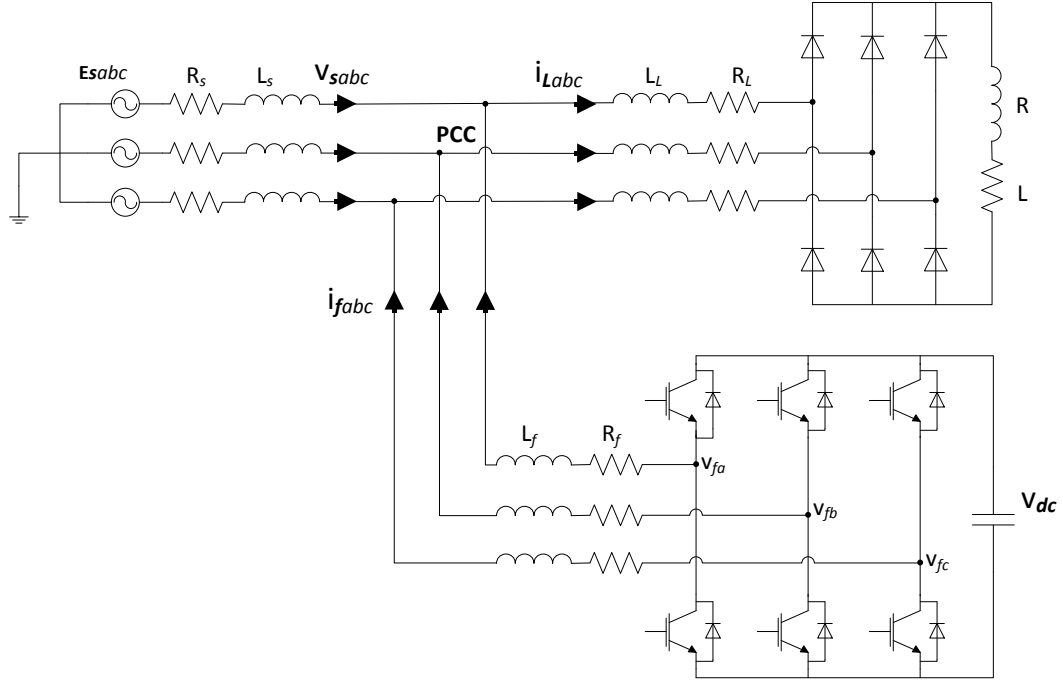 Esabc
Rs
Ls
Vsabc
iLabc
LL
RL
PCC
R
L
ifabc
Lf
Rf
vfa
vfb
Vdc
vfc